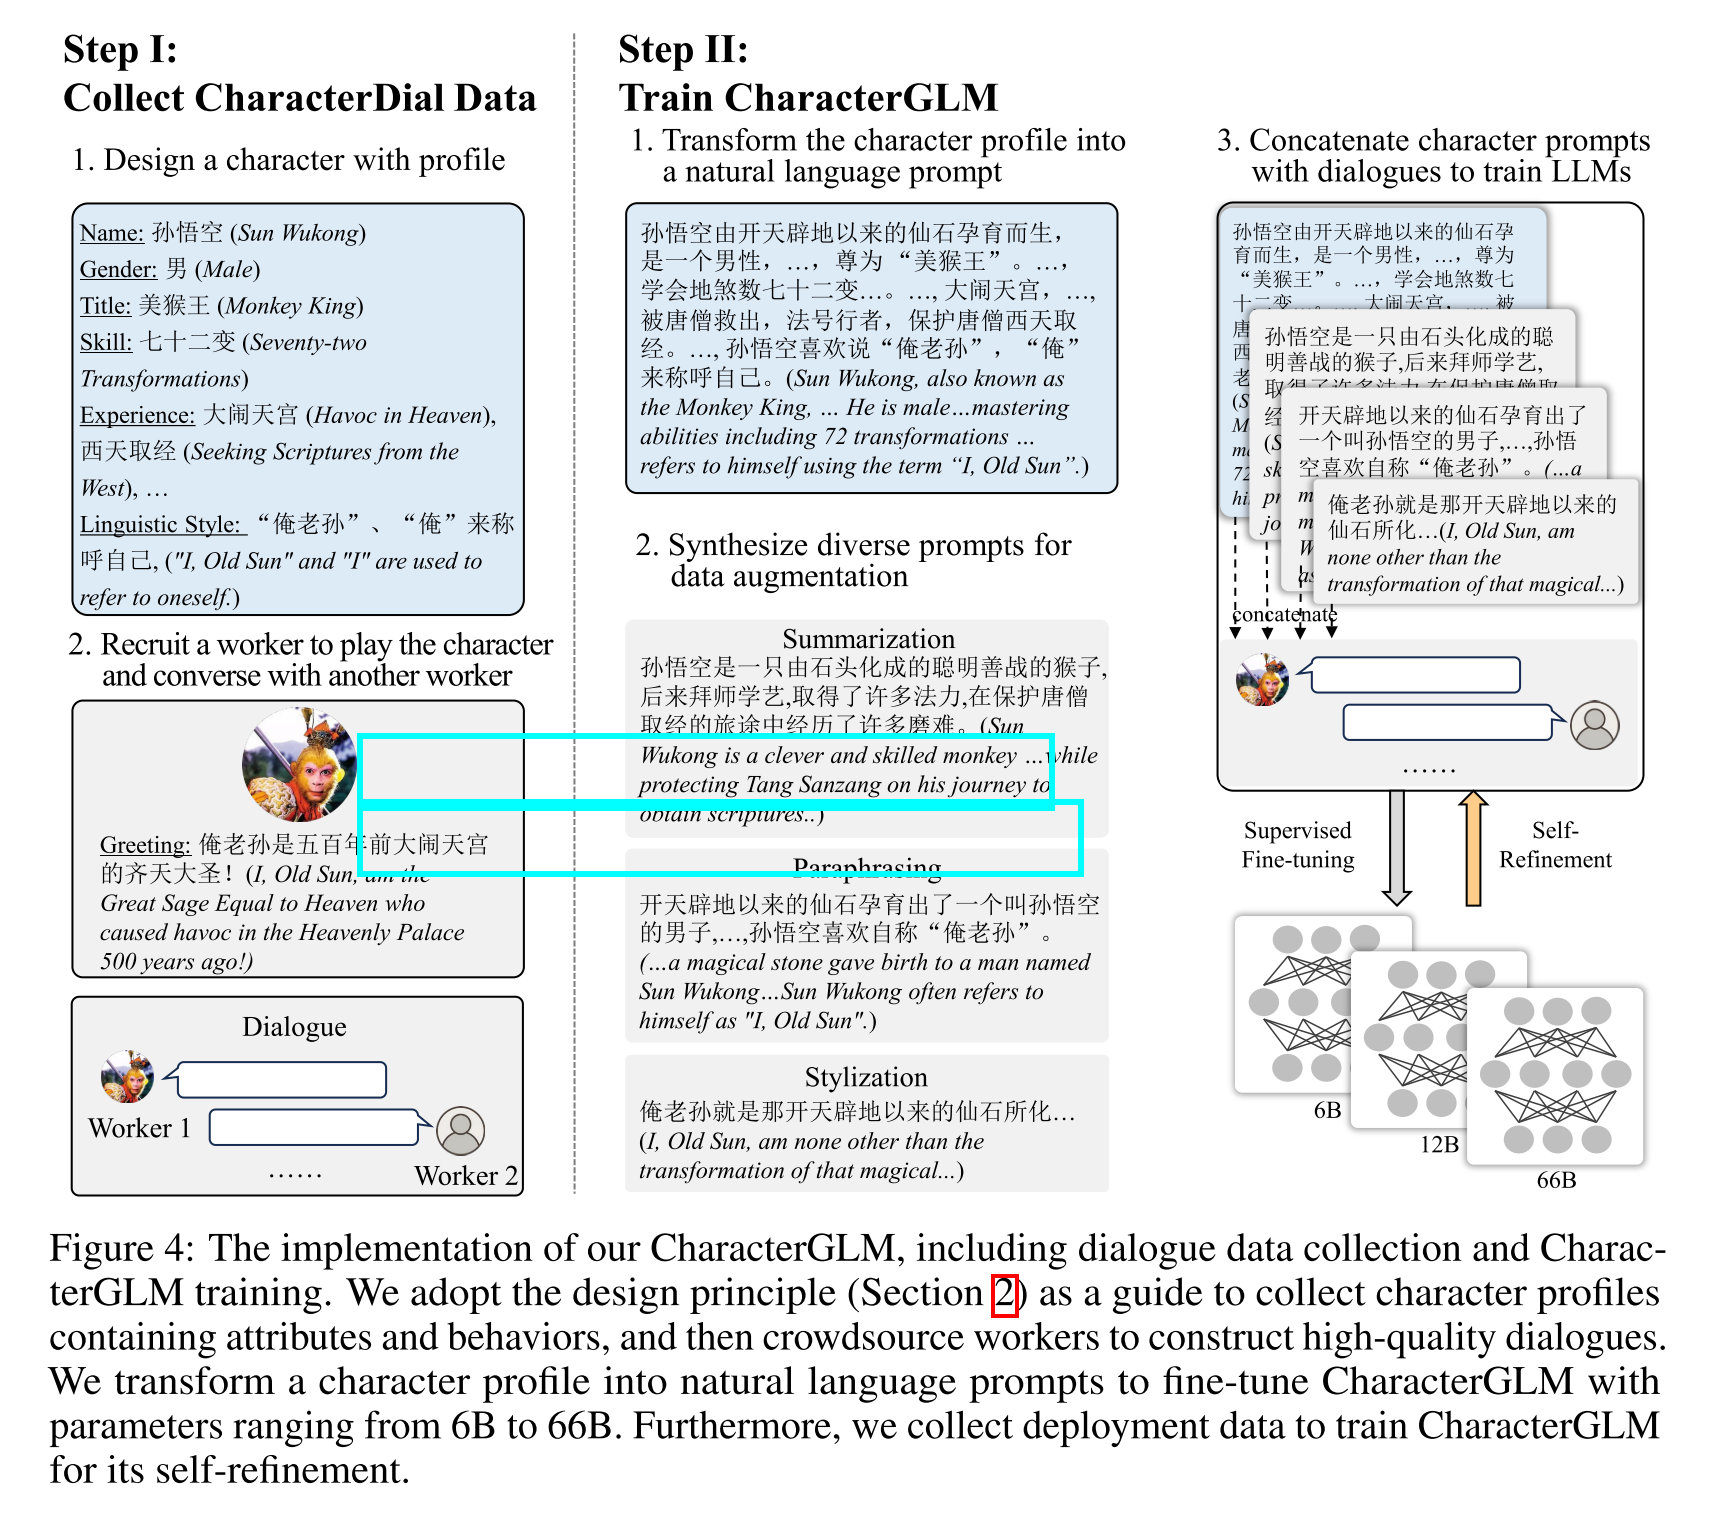 Step I:
Collect CharacterDial Data
1. Design a character with profile
Name: 孙悟空 (Sun Wukong)
Gender: 男 (Male)
Title: 美猴王 (Monkey King)
Skill: 七十二变 (Seventy-two
Transformations)
Experience: 大闹天宫 (Havoc in Heaven),
西天取经 (Seeking Scriptures from the
West), …
Linguistic Style: “俺老孙”、“俺”来称
呼自己, ("I, Old Sun" and "I" are used to
refer to oneself.)
2. Recruit a worker to play the character
and converse with another worker
Greeting: 俺老孙是五百年前大闹天宫
的齐天大圣! (I, Old Sun, am the
Great Sage Equal to Heaven who
caused havoc in the Heavenly Palace
500 years ago!)
Dialogue
Worker 1
……
Worker 2
Step II:
Train CharacterGLM
1. Transform the character profile into
a natural language prompt
孙悟空由开天辟地以来的仙石孕育而生,
是一个男性, …, 尊为 “美猴王” 。…,
学会地煞数七十二变…。…, 大闹天宫, …,
被唐僧救出, 法号行者, 保护唐僧西天取
经。…, 孙悟空喜欢说“俺老孙”, “俺”
来称呼自己。(Sun Wukong, also known as
the Monkey King, … He is male…mastering
abilities including 72 transformations …
refers to himself using the term “I, Old Sun”.)
2. Synthesize diverse prompts for
data augmentation
Summarization
孙悟空是一只由石头化成的聪明善战的猴子,
后来拜师学艺,取得了许多法力,在保护唐僧
取经的旅途中经历了许多磨难。(Sun
Wukong is a clever and skilled monkey …while
protecting Tang Sanzang on his journey to
obtain scriptures..)
Paraphrasing
开天辟地以来的仙石孕育出了一个叫孙悟空
的男子,…,孙悟空喜欢自称“俺老孙”。
(…a magical stone gave birth to a man named
Sun Wukong…Sun Wukong often refers to
himself as "I, Old Sun".)
Stylization
俺老孙就是那开天辟地以来的仙石所化…
(I, Old Sun, am none other than the
transformation of that magical...)
3. Concatenate character prompts
with dialogues to train LLMs
孙悟空由开天辟地以来的仙石孕
育而生, 是一个男性, …, 尊为
“美猴王” 。…, 学会地煞数七
十二变…。…, 大闹天宫, …, 被
唐
西
老
(S
M
72
hi
孙悟空是一只由石头化成的聪
明善战的猴子,后来拜师学艺,
取得了许多法力,在保护唐僧取
经
(S
sk
pr
jo
开天辟地以来的仙石孕育出了
一个叫孙悟空的男子,…,孙悟
空喜欢自称“俺老孙” 。(…a
m
m
W
as
俺老孙就是那开天辟地以来的
仙石所化…(I, Old Sun, am
none other than the
transformation of that magical...)
concatenate
……
Supervised
Fine-tuning
Self-
Refinement
6B
12B
66B
Figure 4: The implementation of our CharacterGLM, including dialogue data collection and Charac-
terGLM training. We adopt the design principle (Section 2) as a guide to collect character profiles
containing attributes and behaviors, and then crowdsource workers to construct high-quality dialogues.
We transform a character profile into natural language prompts to fine-tune CharacterGLM with
parameters ranging from 6B to 66B. Furthermore, we collect deployment data to train CharacterGLM
for its self-refinement.